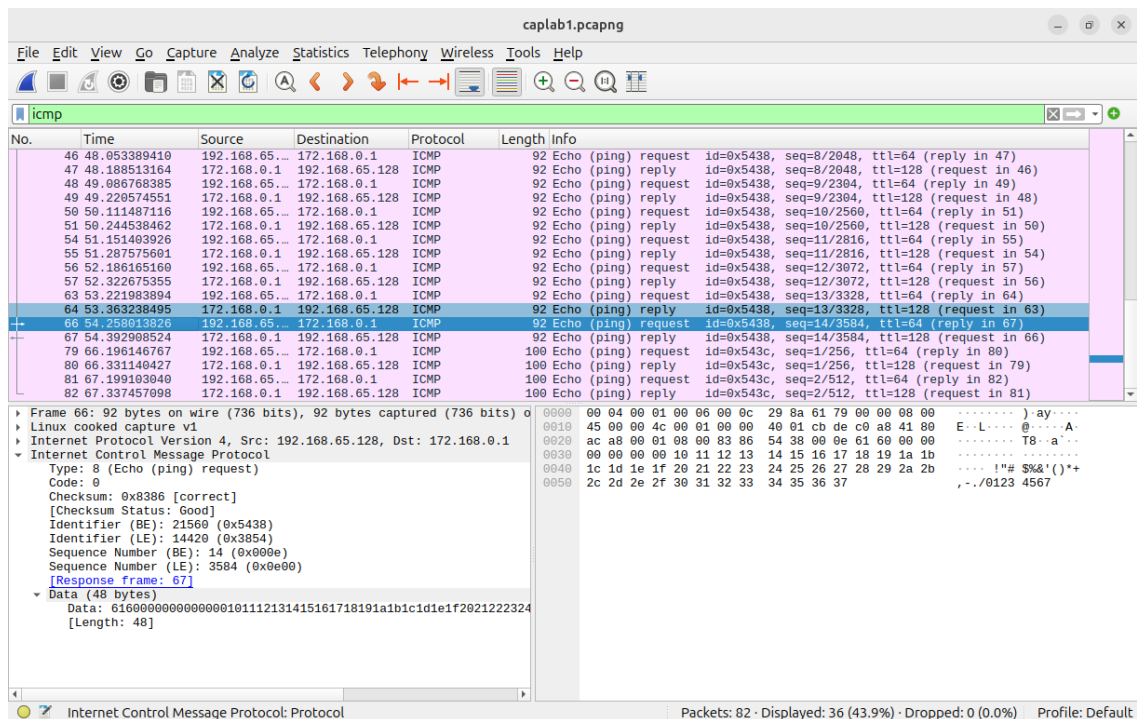 caplab1.pcapng
File Edit View Go Capture Analyze Statistics Telephony Wireless Tools Help
icmp
No. Time Source Destination Protocol Length Info
46 48.053389410 192.168.65.… 172.168.0.1 ICMP 92 Echo (ping) request id=0x5438, seq=8/2048, ttl=64 (reply in 47)
47 48.188513164 172.168.0.1 192.168.65.128 ICMP 92 Echo (ping) reply id=0x5438, seq=8/2048, ttl=128 (request in 46)
48 49.086768385 192.168.65.… 172.168.0.1 ICMP 92 Echo (ping) request id=0x5438, seq=9/2304, ttl=64 (reply in 49)
49 49.220574551 172.168.0.1 192.168.65.128 ICMP 92 Echo (ping) reply id=0x5438, seq=9/2304, ttl=128 (request in 48)
50 50.111487116 192.168.65.… 172.168.0.1 ICMP 92 Echo (ping) request id=0x5438, seq=10/2560, ttl=64 (reply in 51)
51 50.244538462 172.168.0.1 192.168.65.128 ICMP 92 Echo (ping) reply id=0x5438, seq=10/2560, ttl=128 (request in 50)
54 51.151403926 192.168.65.… 172.168.0.1 ICMP 92 Echo (ping) request id=0x5438, seq=11/2816, ttl=64 (reply in 55)
55 51.287575601 172.168.0.1 192.168.65.128 ICMP 92 Echo (ping) reply id=0x5438, seq=11/2816, ttl=128 (request in 54)
56 52.186165160 192.168.65.… 172.168.0.1 ICMP 92 Echo (ping) request id=0x5438, seq=12/3072, ttl=64 (reply in 57)
57 52.322675355 172.168.0.1 192.168.65.128 ICMP 92 Echo (ping) reply id=0x5438, seq=12/3072, ttl=128 (request in 56)
63 53.221983894 192.168.65.… 172.168.0.1 ICMP 92 Echo (ping) request id=0x5438, seq=13/3328, ttl=64 (reply in 64)
64 53.363238495 172.168.0.1 192.168.65.128 ICMP 92 Echo (ping) reply id=0x5438, seq=13/3328, ttl=128 (request in 63)
66 54.258013826 192.168.65.… 172.168.0.1 ICMP 92 Echo (ping) request id=0x5438, seq=14/3584, ttl=64 (reply in 67)
67 54.392908524 172.168.0.1 192.168.65.128 ICMP 92 Echo (ping) reply id=0x5438, seq=14/3584, ttl=128 (request in 66)
79 66.196146767 192.168.65.… 172.168.0.1 ICMP 100 Echo (ping) request id=0x543c, seq=1/256, ttl=64 (reply in 80)
80 66.331140427 172.168.0.1 192.168.65.128 ICMP 100 Echo (ping) reply id=0x543c, seq=1/256, ttl=128 (request in 79)
81 67.199103040 192.168.65.… 172.168.0.1 ICMP 100 Echo (ping) request id=0x543c, seq=2/512, ttl=64 (reply in 82)
82 67.337457098 172.168.0.1 192.168.65.128 ICMP 100 Echo (ping) reply id=0x543c, seq=2/512, ttl=128 (request in 81)
Frame 66: 92 bytes on wire (736 bits), 92 bytes captured (736 bits) o
Linux cooked capture v1
Internet Protocol Version 4, Src: 192.168.65.128, Dst: 172.168.0.1
Internet Control Message Protocol
Type: 8 (Echo (ping) request)
Code: 0
Checksum: 0x8386 [correct]
[Checksum Status: Good]
Identifier (BE): 21560 (0x5438)
Identifier (LE): 14420 (0x3854)
Sequence Number (BE): 14 (0x000e)
Sequence Number (LE): 3584 (0x0e00)
[Response frame: 67]
Data (48 bytes)
Data: 6160000000000000101112131415161718191a1b1c1d1e1f2021222324
[Length: 48]
0000 00 04 00 01 00 06 00 0c 29 8a 61 79 00 00 08 00 ········ )·ay····
0010 45 00 00 4c 00 01 00 00 40 01 cb de c0 a8 41 80 E··L···· @·····A·
0020 ac a8 00 01 08 00 83 86 54 38 00 0e 61 60 00 00 ········ T8··a`··
0030 00 00 00 00 10 11 12 13 14 15 16 17 18 19 1a 1b ········ ········
0040 1c 1d 1e 1f 20 21 22 23 24 25 26 27 28 29 2a 2b ···· !"# $%&'()*+
0050 2c 2d 2e 2f 30 31 32 33 34 35 36 37 ,-./0123 4567
Internet Control Message Protocol: Protocol Packets: 82 · Displayed: 36 (43.9%) · Dropped: 0 (0.0%) Profile: Default